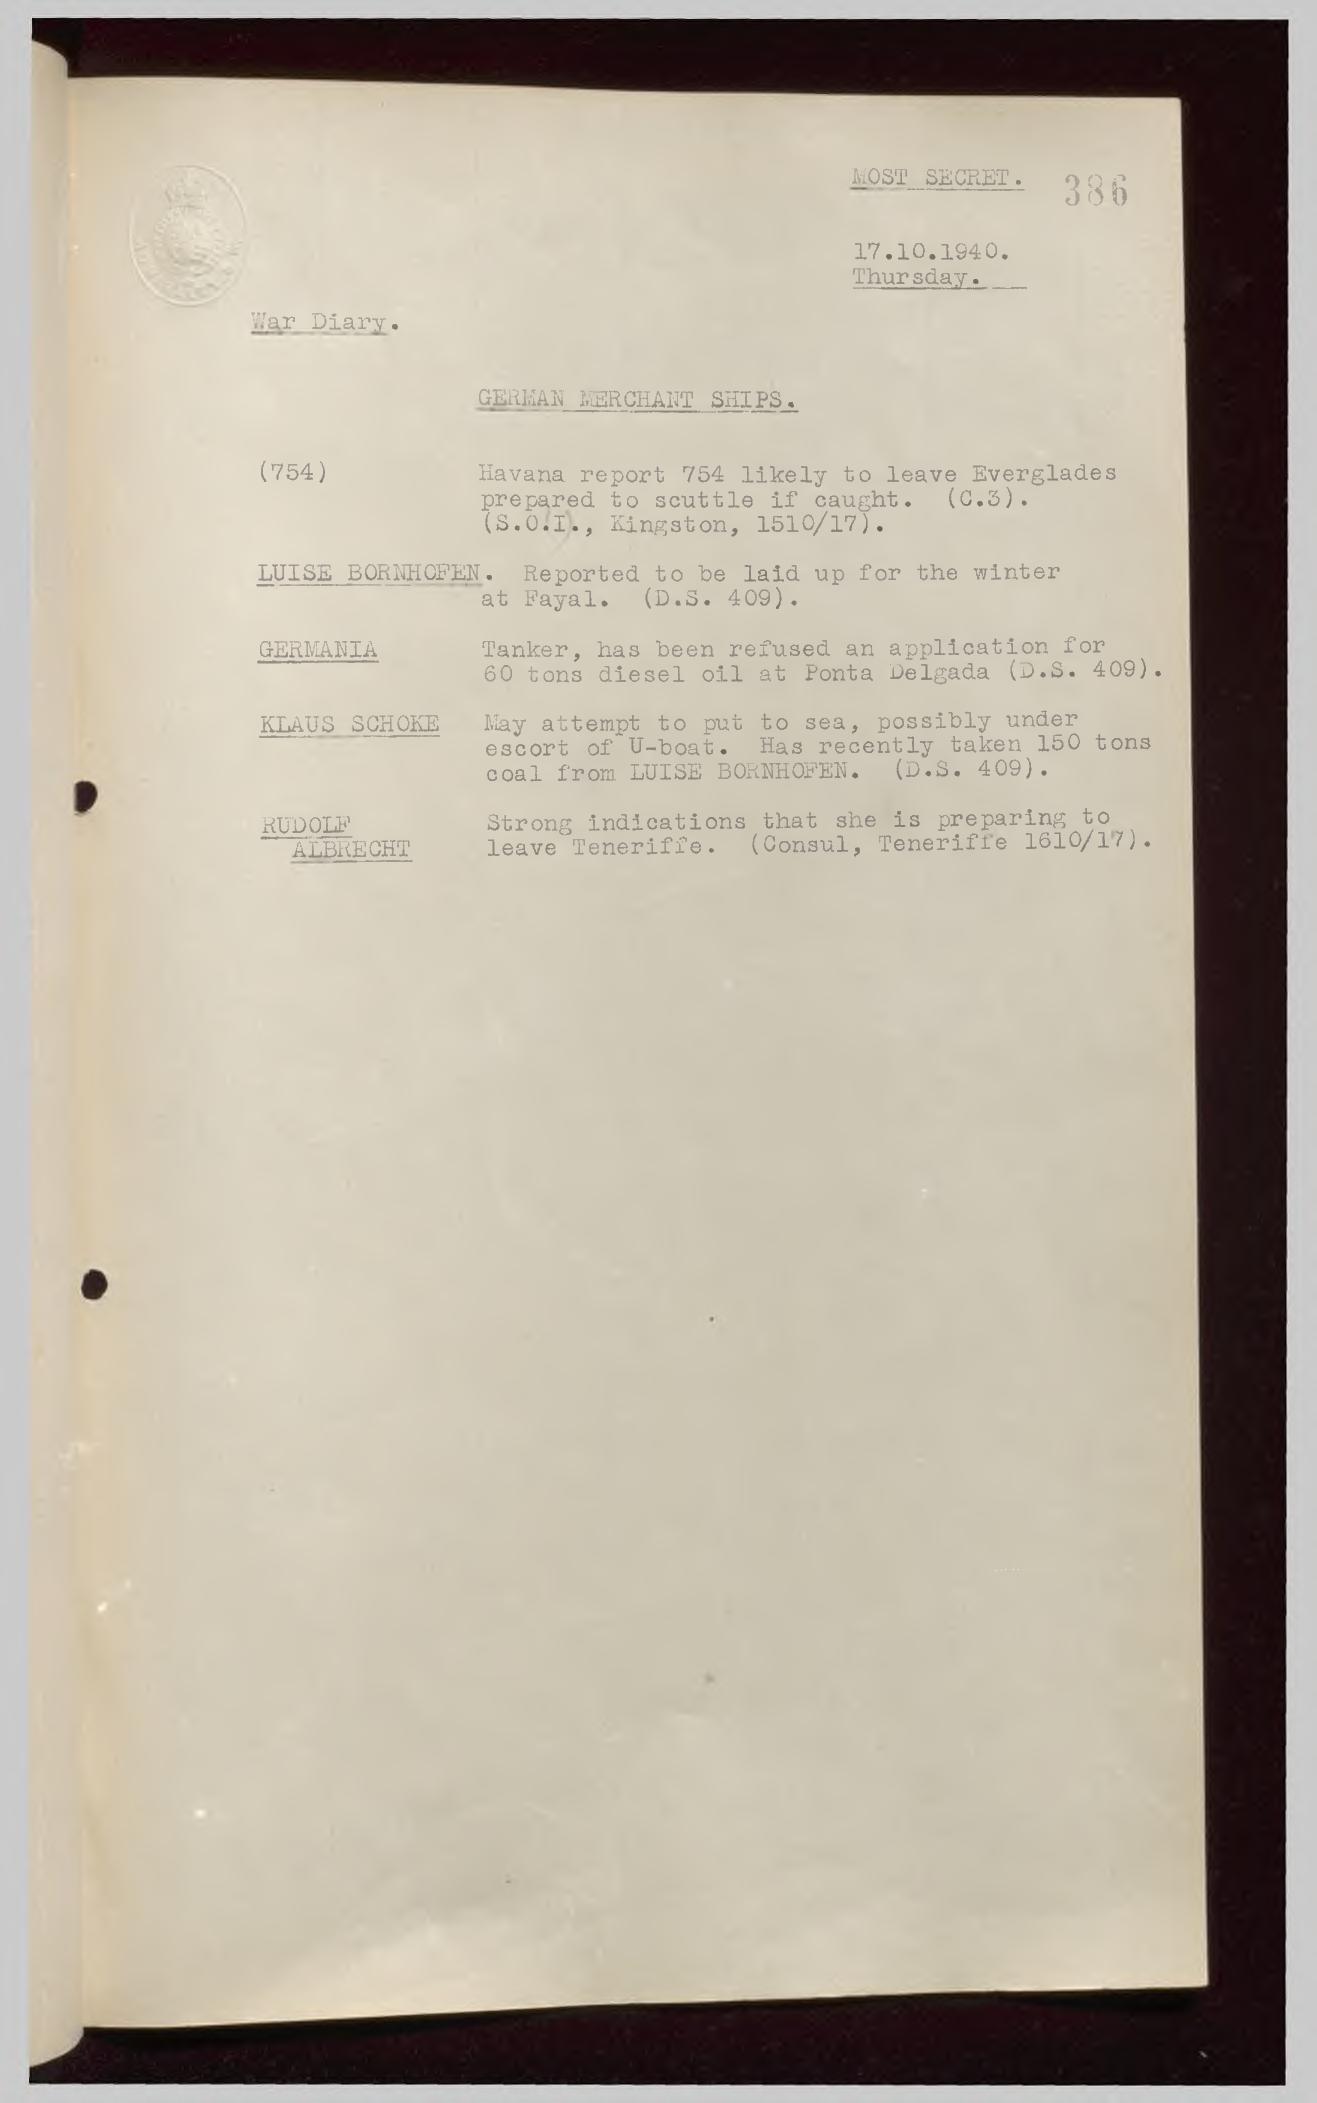 MOST SECRET. 386
17.10.1940.
Thursday.
War Diary.
GERMAN MERCHANT SHIPS.
(754) Havana report 754 likely to leave Everglades
prepared to scuttle if caught. (C.3).
(S.O.I., Kingston, 1510/17).
LUISE BORNHOFEN. Reported to be laid up for the winter
at Fayal. (D.S. 409).
GERMANIA Tanker, has been refused an application for
60 tons diesel oil at Ponta Delgada (D.S. 409).
KLAUS SCHOKE May attempt to put to sea, possibly under
escort of U-boat. Has recently taken 150 tons
coal from LUISE BORNHOFEN. (D.S. 409).
RUDOLF Strong indications that she is preparing to
ALBRECHT leave Teneriffe. (Consul, Teneriffe 1610/17).